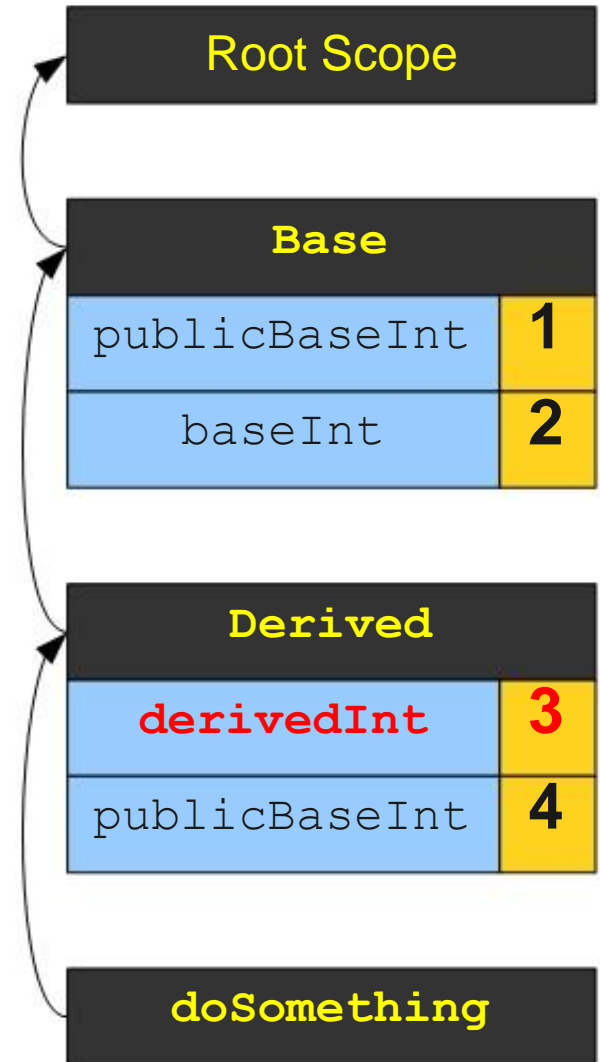 Root Scope
Base
publicBaseInt 1
baseInt 2
Derived
derivedInt 3
publicBaseInt 4
doSomething